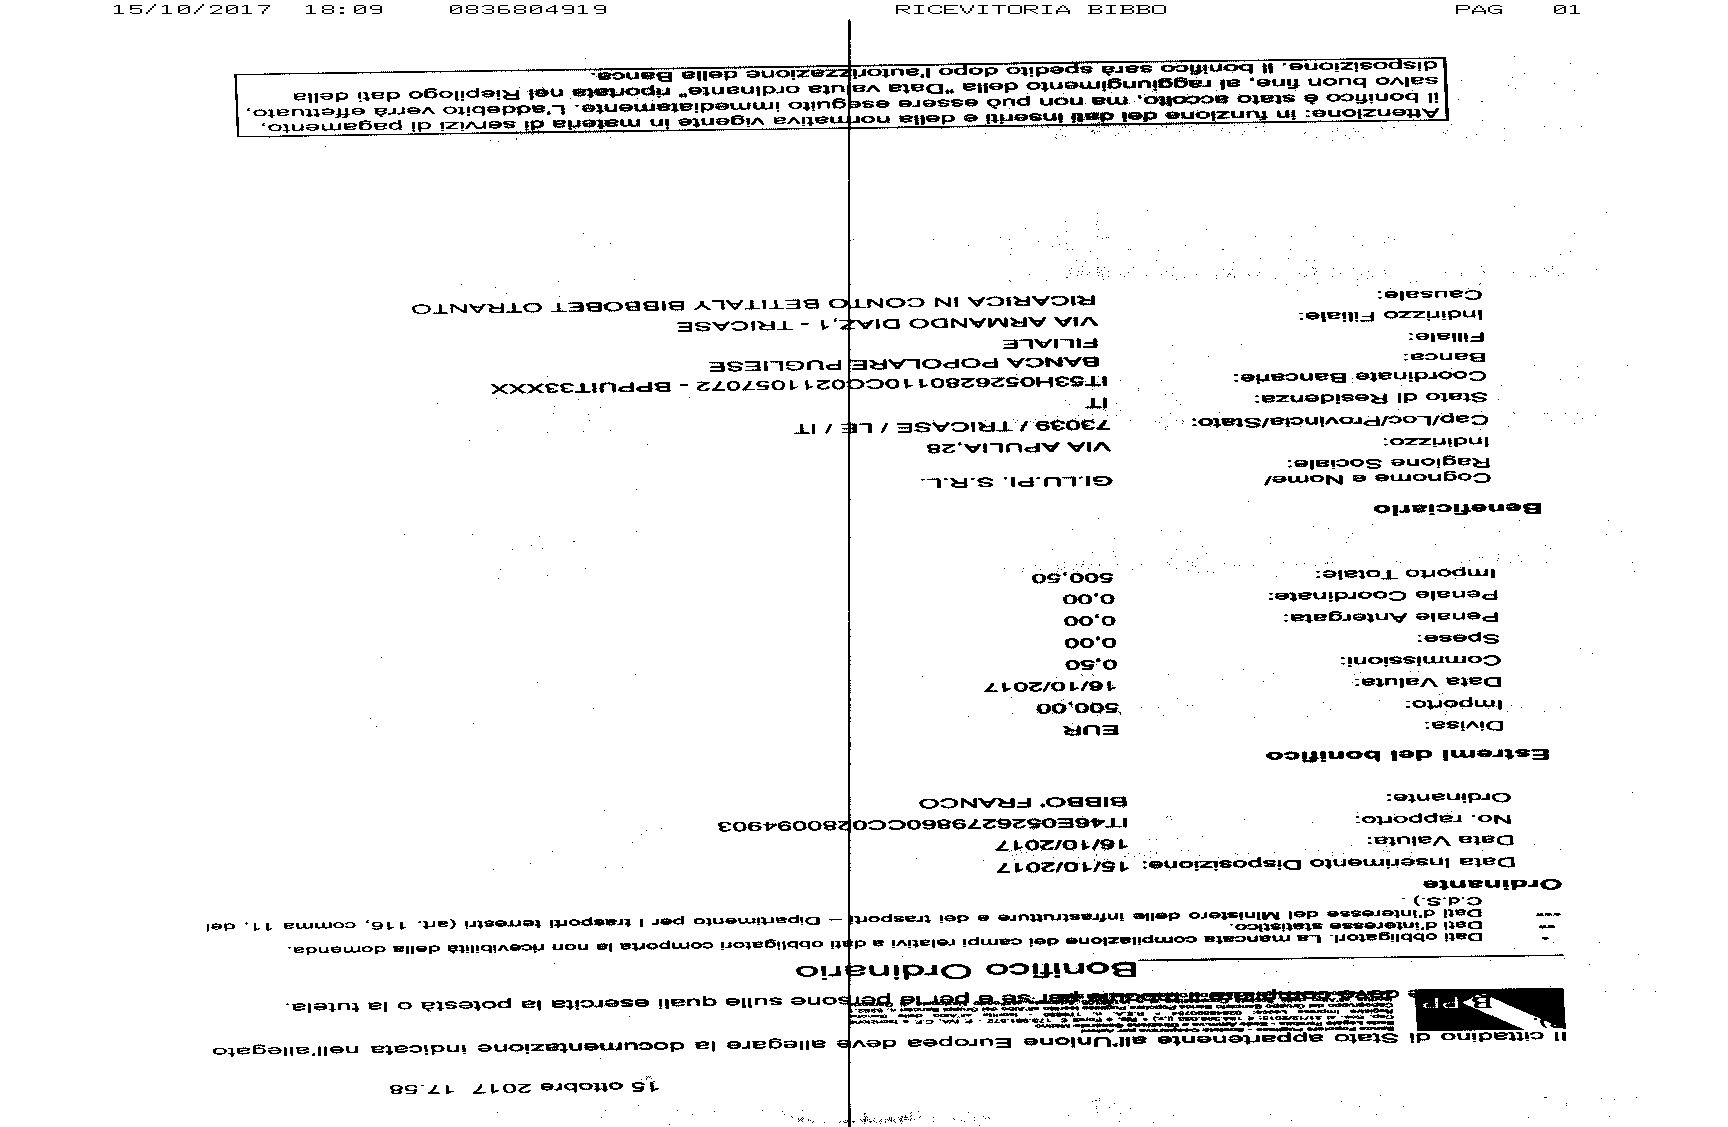 15/10/2017 18:09 0836804919 RICEVITORIA BIBBO PAG 01
15 ottobre 2017 17.58
Il cittadino di Stato appartenente all'Unione Europea deve allegare la documentazione indicata nell'allegato
BPP
per se e per le persone sulle quali esercita la potestà o la tutela.
Bonifico Ordinario
* Dati obbligatori. La mancata compilazione dei campi relativi a dati obbligatori comporta la non ricevibilità della domanda.
** Dati d'interesse statistico.
*** Dati d'interesse del Ministero delle infrastrutture e dei trasporti – Dipartimento per i trasporti terrestri (art. 116, comma 11, del
C.d.S.) .
Ordinante
Data Inserimento Disposizione: 15/10/2017
Data Valuta: 16/10/2017
No. rapporto: IT46E0526279860CC0280094903
Ordinante: BIBBO' FRANCO
Estremi del bonifico
Divisa: EUR
Importo: 500,00
Data Valuta: 16/10/2017
Commissioni: 0,50
Spese: 0,00
Penale Antergata: 0,00
Penale Coordinate: 0,00
Importo Totale: 500,50
Beneficiario
Cognome e Nome/ GI.LU.PI. S.R.L.
Ragione Sociale:
Indirizzo: VIA APULIA,28
Cap/Loc/Provincia/Stato: 73039 / TRICASE / LE / IT
Stato di Residenza: IT
Coordinate Bancarie: IT53H0526280110CC0211057072 - BPPUIT33XXX
Banca: BANCA POPOLARE PUGLIESE
Filiale: FILIALE
Indirizzo Filiale: VIA ARMANDO DIAZ,1 - TRICASE
Causale: RICARICA IN CONTO BETITALY BIBBOBET OTRANTO
Attenzione: in funzione dei dati inseriti e della normativa vigente in materia di servizi di pagamento,
il bonifico è stato accolto, ma non può essere eseguito immediatamente. L'addebito verrà effettuato,
salvo buon fine, al raggiungimento della "Data valuta ordinante" riportata nel Riepilogo dati della
disposizione. Il bonifico sarà spedito dopo l'autorizzazione della Banca.